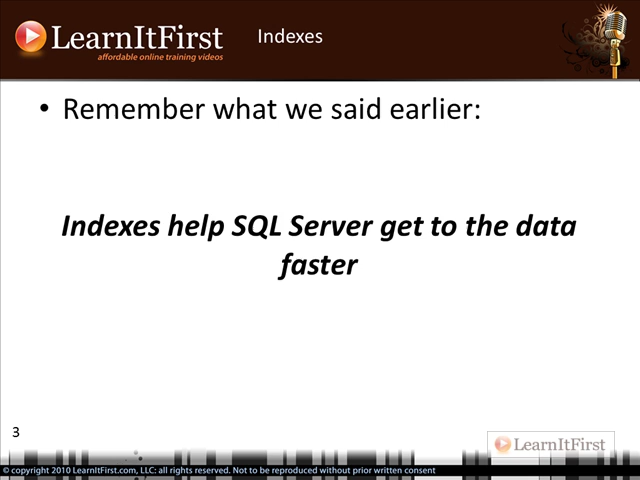 LearnItFirst
affordable online training videos
Indexes
• Remember what we said earlier:
Indexes help SQL Server get to the data
faster
3
LearnItFirst
© copyright 2010 LearnItFirst.com, LLC: all rights reserved. Not to be reproduced without prior written consent